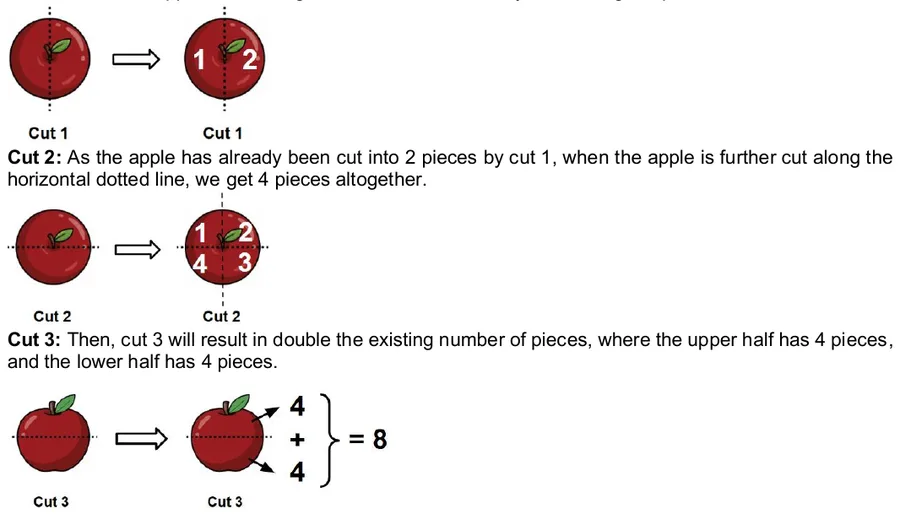 1 2
Cut 1 Cut 1
Cut 2: As the apple has already been cut into 2 pieces by cut 1, when the apple is further cut along the
horizontal dotted line, we get 4 pieces altogether.
1 2
4 3
Cut 2 Cut 2
Cut 3: Then, cut 3 will result in double the existing number of pieces, where the upper half has 4 pieces,
and the lower half has 4 pieces.
4
+ = 8
4
Cut 3 Cut 3